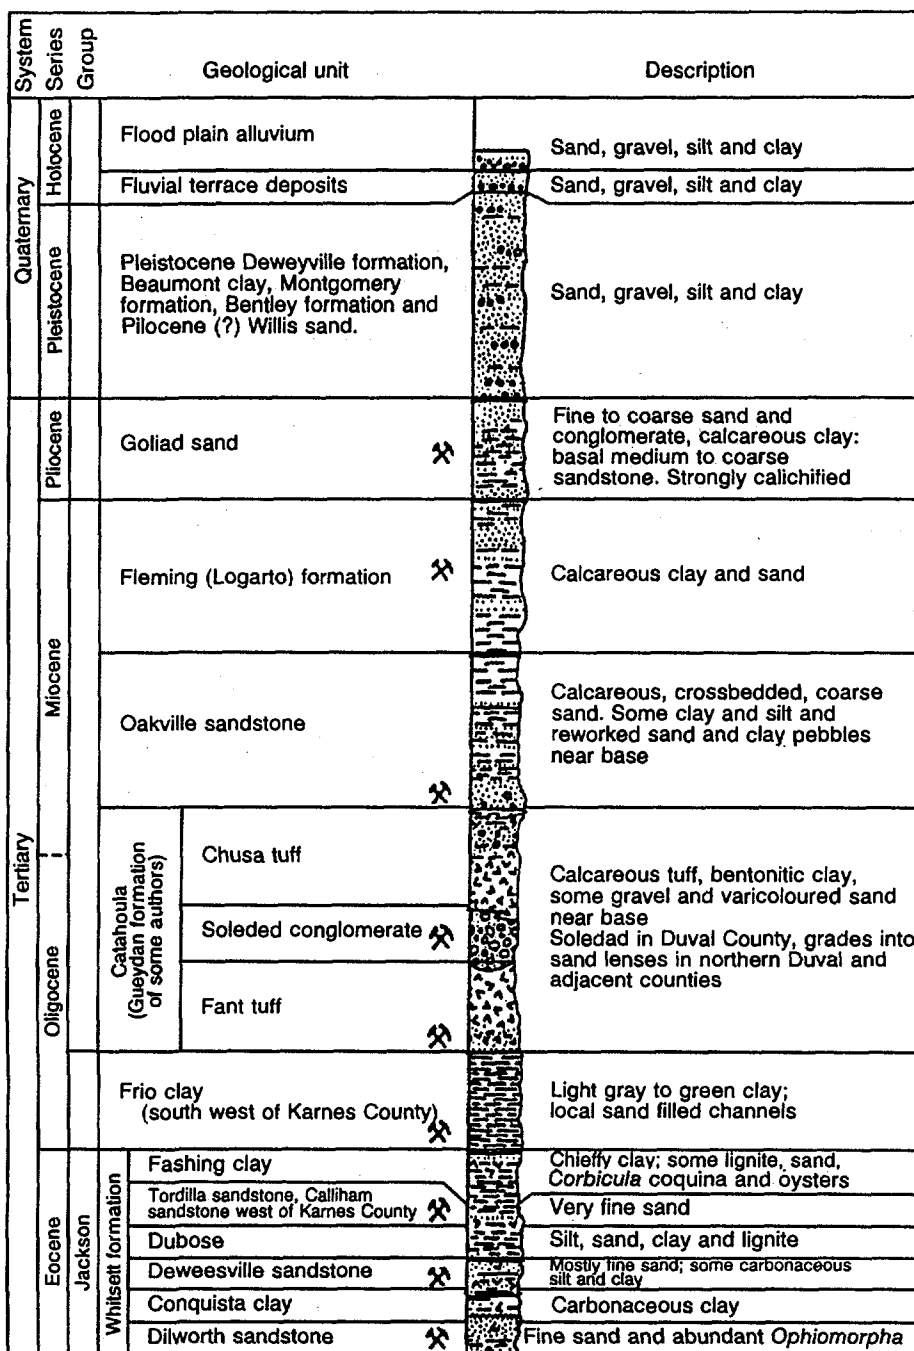 System
Series
Group
Geological unit
Description
Quaternary
Holocene
Flood plain alluvium
Sand, gravel, silt and clay
Fluvial terrace deposits
Sand, gravel, silt and clay
Pleistocene
Pleistocene Deweyville formation,
Beaumont clay, Montgomery
formation, Bentley formation and
Pilocene (?) Willis sand.
Sand, gravel, silt and clay
Tertiary
Pliocene
Goliad sand
Fine to coarse sand and
conglomerate, calcareous clay:
basal medium to coarse
sandstone. Strongly calichified
Miocene
Fleming (Logarto) formation
Calcareous clay and sand
Oakville sandstone
Calcareous, crossbedded, coarse
sand. Some clay and silt and
reworked sand and clay pebbles
near base
Oligocene
Catahoula
(Gueydan formation
of some authors)
Chusa tuff
Soleded conglomerate
Fant tuff
Calcareous tuff, bentonitic clay,
some gravel and varicoloured sand
near base
Soledad in Duval County, grades into
sand lenses in northern Duval and
adjacent counties
Frio clay
(south west of Karnes County)
Light gray to green clay;
local sand filled channels
Eocene
Jackson
Whitsett formation
Fashing clay
Chieffy clay; some lignite, sand,
Corbicula coquina and oysters
Tordilla sandstone, Calliham
sandstone west of Karnes County
Very fine sand
Dubose
Silt, sand, clay and lignite
Deweesville sandstone
Mostly fine sand; some carbonaceous
silt and clay
Conquista clay
Carbonaceous clay
Dilworth sandstone
Fine sand and abundant Ophiomorpha